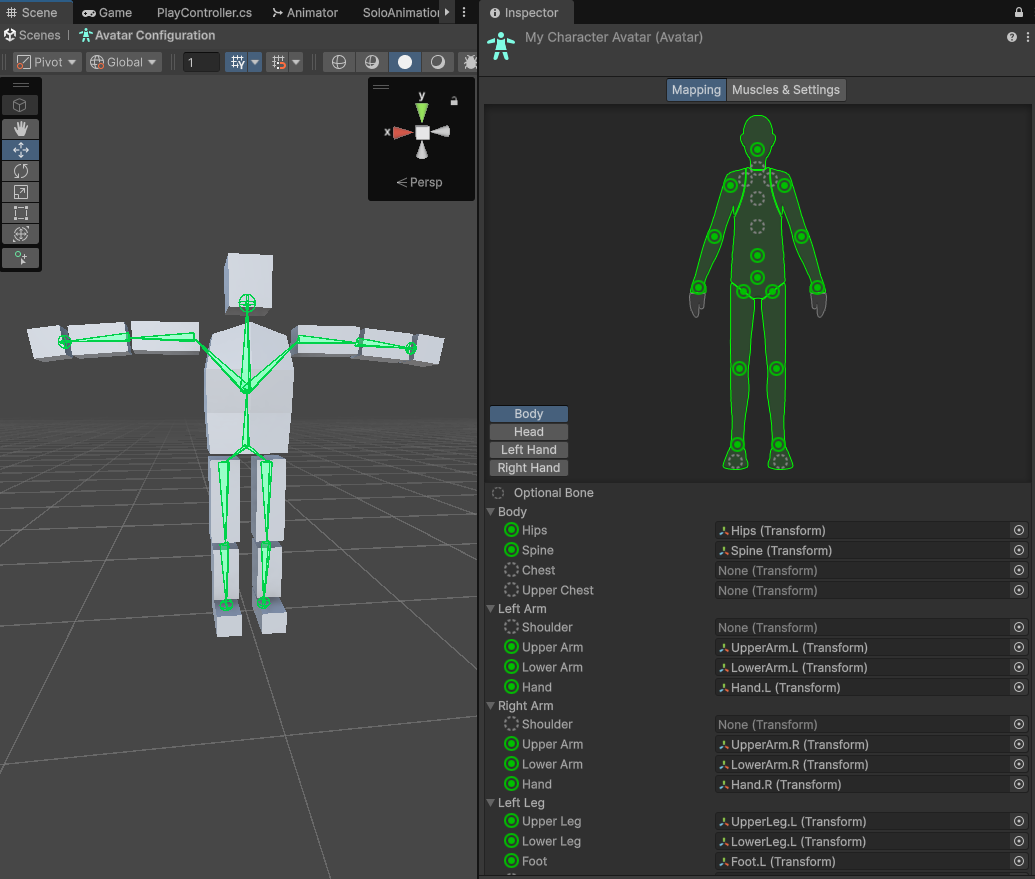 Scene Game PlayController.cs Animator SoloAnimation
Scenes Avatar Configuration
Pivot Global 1
y
x
Persp
Inspector
My Character Avatar (Avatar)
Mapping Muscles & Settings
Body
Head
Left Hand
Right Hand
Optional Bone
Body
Hips Hips (Transform)
Spine Spine (Transform)
Chest None (Transform)
Upper Chest None (Transform)
Left Arm
Shoulder None (Transform)
Upper Arm UpperArm.L (Transform)
Lower Arm LowerArm.L (Transform)
Hand Hand.L (Transform)
Right Arm
Shoulder None (Transform)
Upper Arm UpperArm.R (Transform)
Lower Arm LowerArm.R (Transform)
Hand Hand.R (Transform)
Left Leg
Upper Leg UpperLeg.L (Transform)
Lower Leg LowerLeg.L (Transform)
Foot Foot.L (Transform)